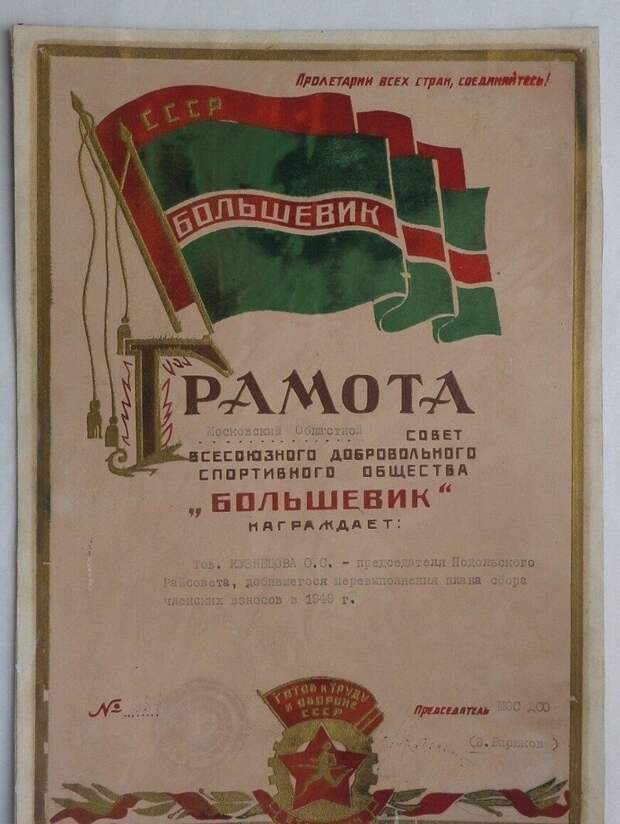 Пролетарии всех стран, соединяйтесь!
СССР
БОЛЬШЕВИК
ГРАМОТА
Московский Областной СОВЕТ
ВСЕСОЮЗНОГО ДОБРОВОЛЬНОГО
СПОРТИВНОГО ОБЩЕСТВА
„БОЛЬШЕВИК“
НАГРАЖДАЕТ:
Тов. КУЗНЕЦОВА О.С. - председателя Подольского
Райсовета, добившегося перевыполнения плана сбора
членских взносов в 1949 г.
ГОТОВ К ТРУДУ
И ОБОРОНЕ
СССР
№
Председатель МОС ДСО